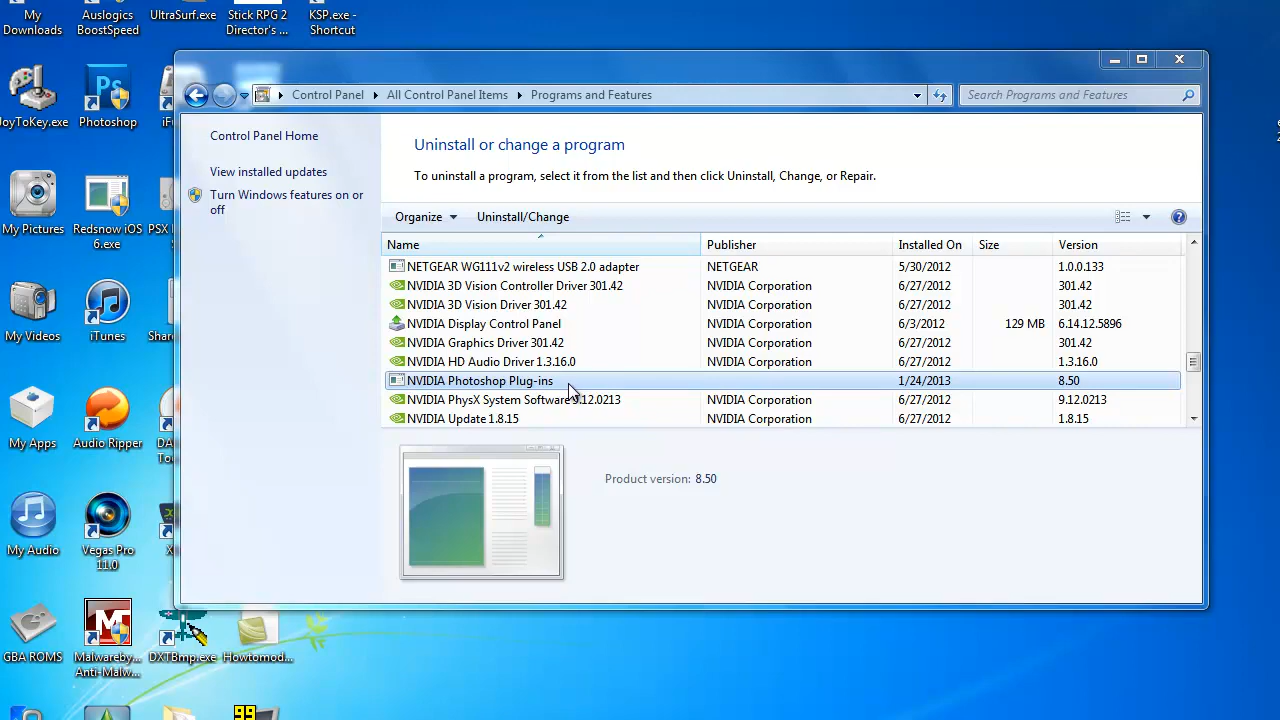 My
Downloads
Auslogics
BoostSpeed
UltraSurf.exe
Stick RPG 2
Director's ...
KSP.exe -
Shortcut
JoyToKey.exe
Ps
Photoshop
My Pictures
Redsnow iOS
6.exe
My Videos
iTunes
My Apps
Audio Ripper
My Audio
Vegas Pro
11.0
GBA ROMS
Malwareby...
Anti-Malw...
DXTBmp.exe
Howtomod...
99
Control Panel
All Control Panel Items
Programs and Features
Search Programs and Features
Control Panel Home
View installed updates
Turn Windows features on or
off
Uninstall or change a program
To uninstall a program, select it from the list and then click Uninstall, Change, or Repair.
Organize Uninstall/Change
Name Publisher Installed On Size Version
NETGEAR WG111v2 wireless USB 2.0 adapter NETGEAR 5/30/2012 1.0.0.133
NVIDIA 3D Vision Controller Driver 301.42 NVIDIA Corporation 6/27/2012 301.42
NVIDIA 3D Vision Driver 301.42 NVIDIA Corporation 6/27/2012 301.42
NVIDIA Display Control Panel NVIDIA Corporation 6/3/2012 129 MB 6.14.12.5896
NVIDIA Graphics Driver 301.42 NVIDIA Corporation 6/27/2012 301.42
NVIDIA HD Audio Driver 1.3.16.0 NVIDIA Corporation 6/27/2012 1.3.16.0
NVIDIA Photoshop Plug-ins 1/24/2013 8.50
NVIDIA PhysX System Software 9.12.0213 NVIDIA Corporation 6/27/2012 9.12.0213
NVIDIA Update 1.8.15 NVIDIA Corporation 6/27/2012 1.8.15
Product version: 8.50